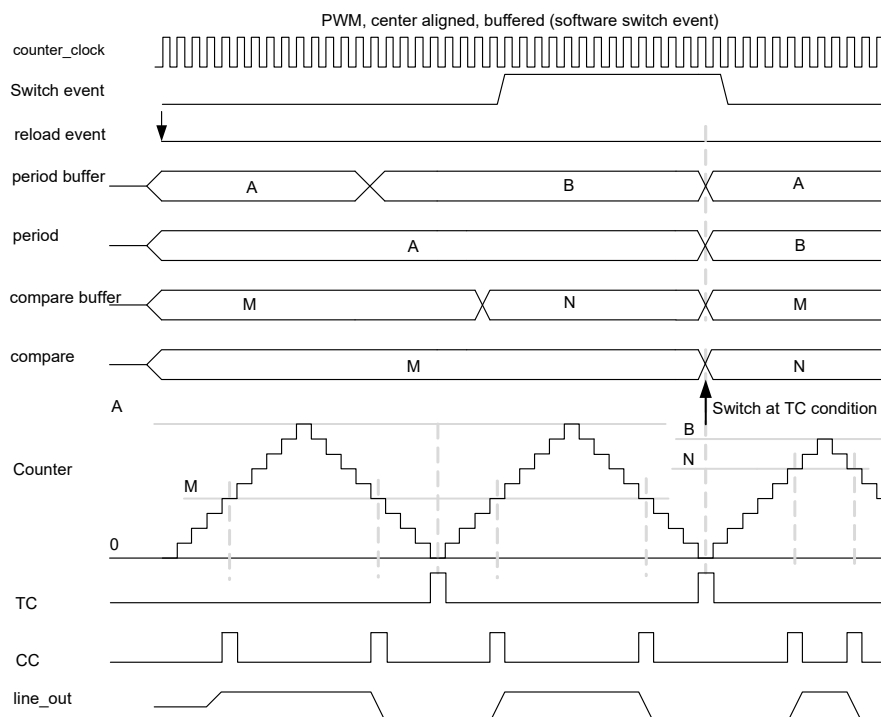 PWM, center aligned, buffered (software switch event)
counter_clock
Switch event
reload event
period buffer
A
B
A
period
A
B
compare buffer
M
N
M
compare
M
N
Switch at TC condition
A
B
N
Counter
M
0
TC
CC
line_out